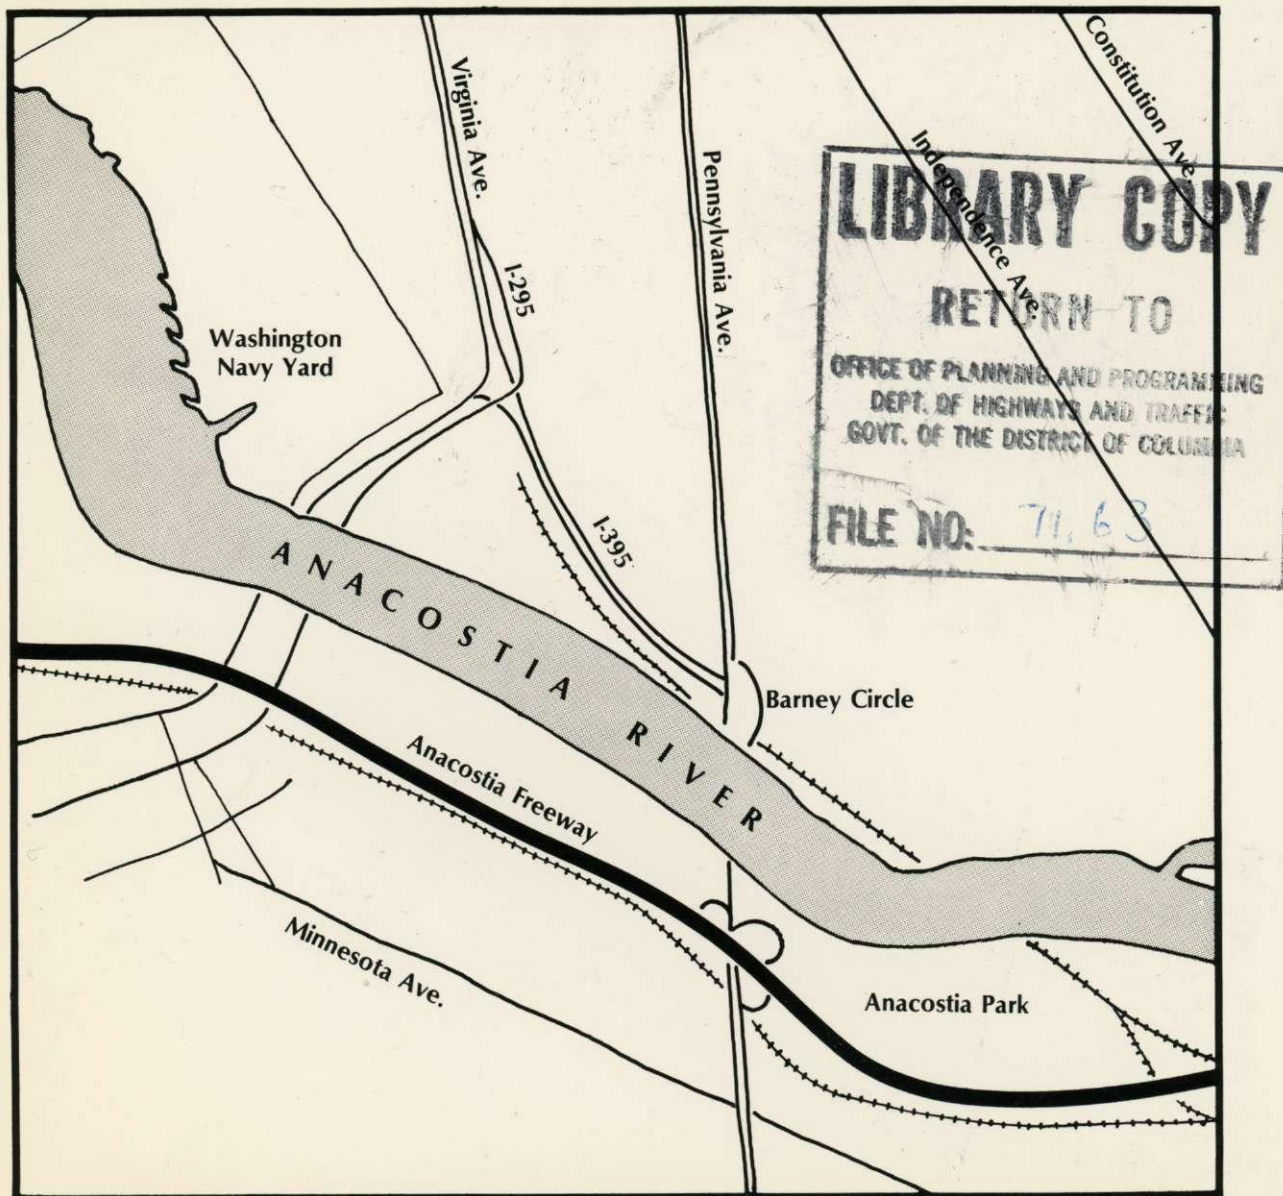 Constitution Ave.
Virginia Ave.
Pennsylvania Ave.
Independence Ave.
LIBRARY COPY
RETURN TO
OFFICE OF PLANNING AND PROGRAMMING
DEPT. OF HIGHWAYS AND TRAFFIC
GOVT. OF THE DISTRICT OF COLUMBIA
FILE NO: 71.63
I-295
Washington
Navy Yard
I-395
ANACOSTIA RIVER
Barney Circle
Anacostia Freeway
Minnesota Ave.
Anacostia Park